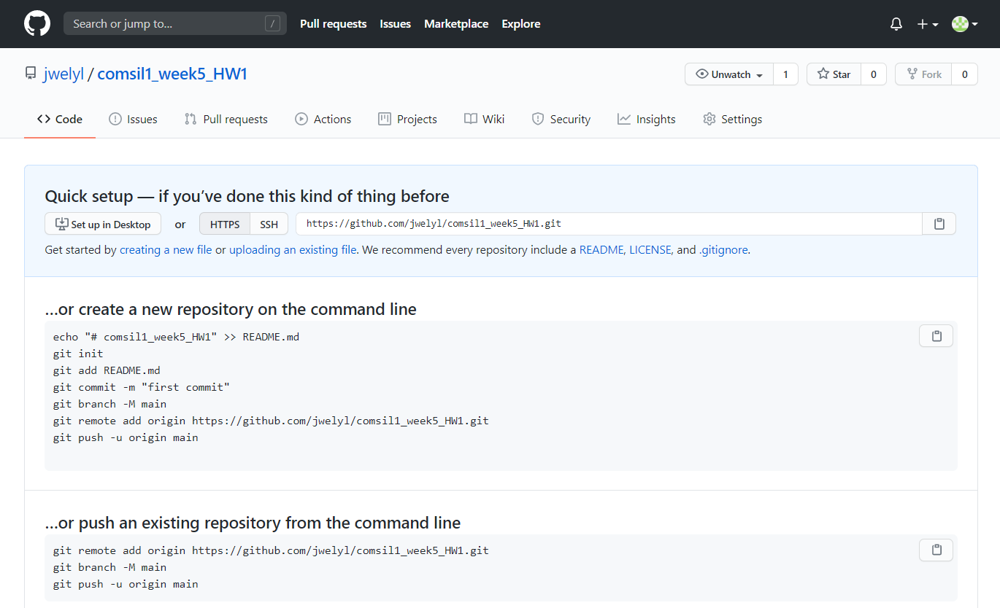 Search or jump to... /
Pull requests Issues Marketplace Explore
jwelyl / comsil1_week5_HW1
Unwatch 1 Star 0 Fork 0
Code Issues Pull requests Actions Projects Wiki Security Insights Settings
Quick setup — if you’ve done this kind of thing before
Set up in Desktop or HTTPS SSH https://github.com/jwelyl/comsil1_week5_HW1.git
Get started by creating a new file or uploading an existing file. We recommend every repository include a README, LICENSE, and .gitignore.
…or create a new repository on the command line
echo "# comsil1_week5_HW1" >> README.md
git init
git add README.md
git commit -m "first commit"
git branch -M main
git remote add origin https://github.com/jwelyl/comsil1_week5_HW1.git
git push -u origin main
…or push an existing repository from the command line
git remote add origin https://github.com/jwelyl/comsil1_week5_HW1.git
git branch -M main
git push -u origin main